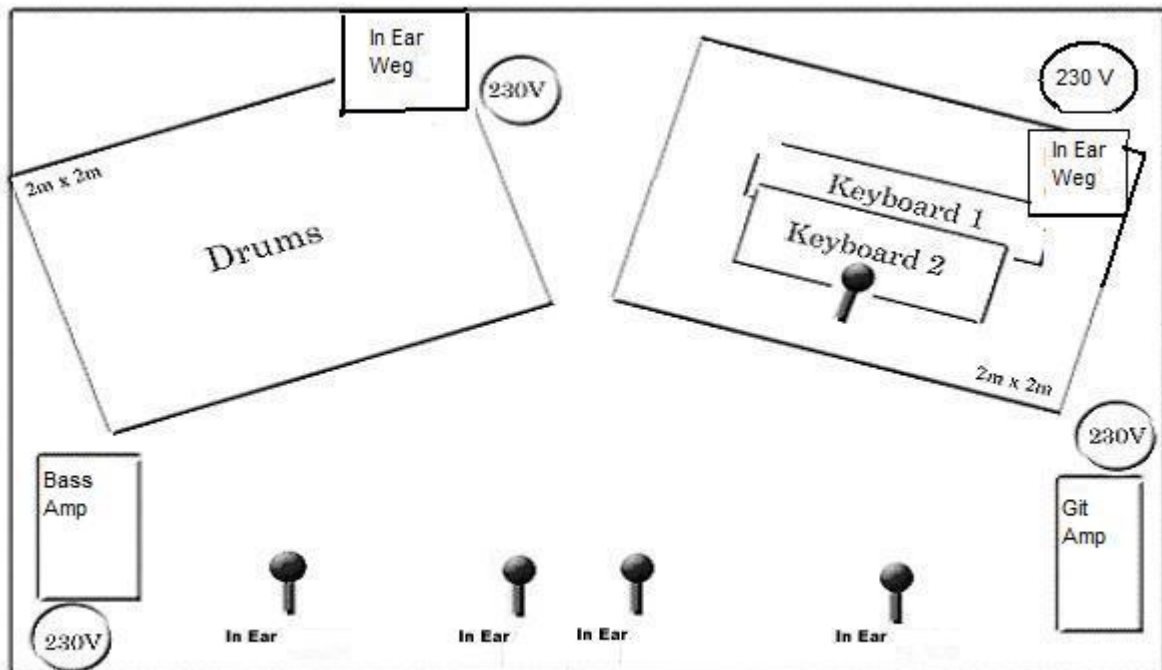 In Ear
Weg
230V
230 V
In Ear
Weg
2m x 2m
Drums
Keyboard 1
Keyboard 2
2m x 2m
230V
Bass
Amp
Git
Amp
230V
In Ear
In Ear
In Ear
In Ear